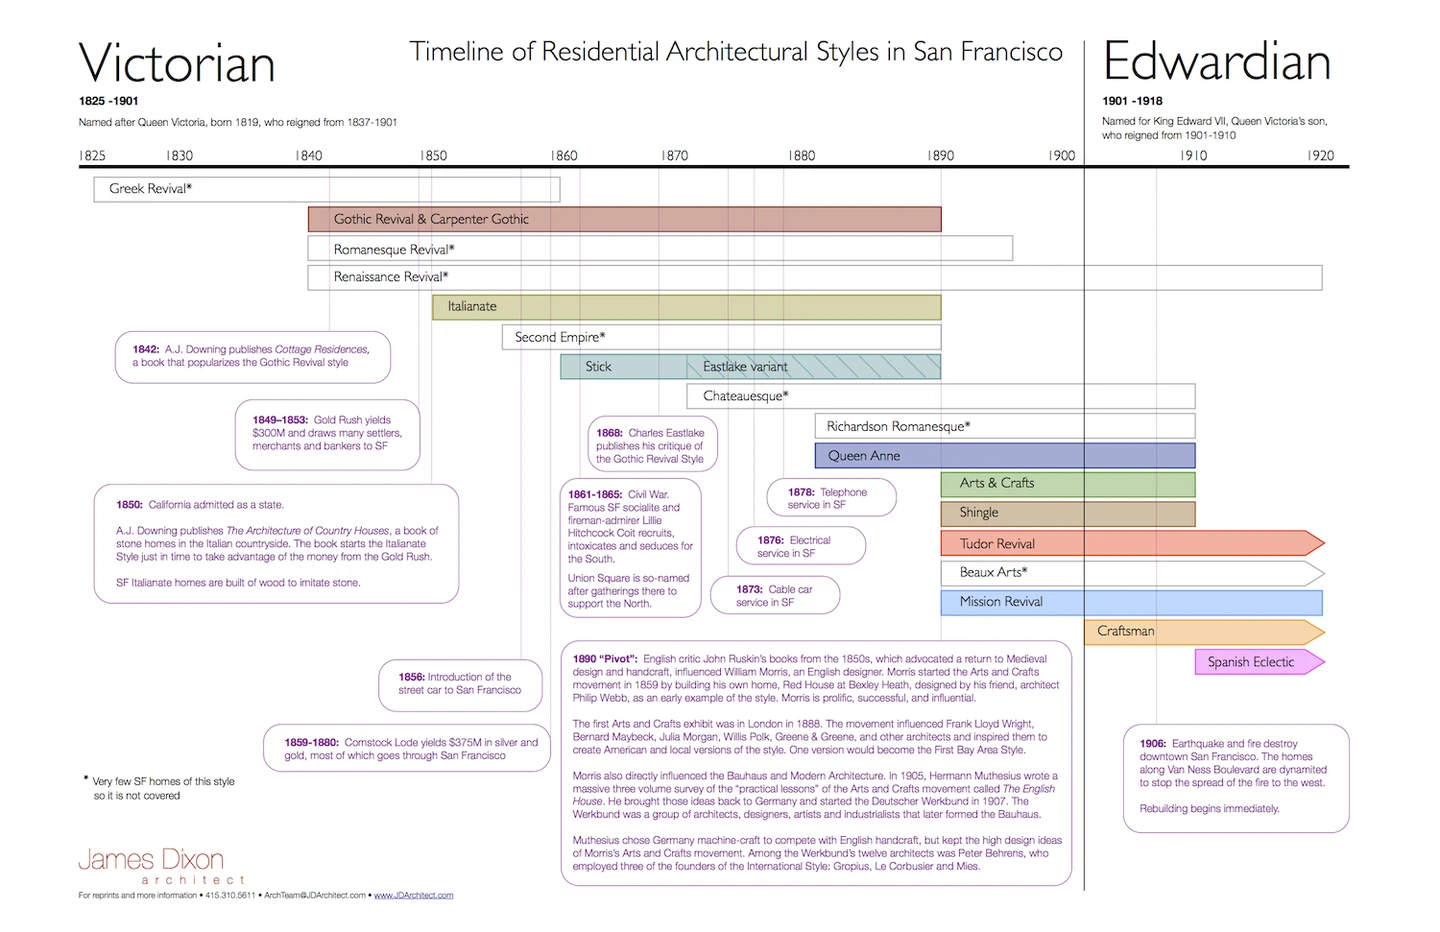 Victorian
Timeline of Residential Architectural Styles in San Francisco
Edwardian
1825 -1901
1901 -1918
Named after Queen Victoria, born 1819, who reigned from 1837-1901
Named for King Edward VII, Queen Victoria's son,
who reigned from 1901-1910
1825 1830 1840 1850 1860 1870 1880 1890 1900 1910 1920
Greek Revival*
Gothic Revival & Carpenter Gothic
Romanesque Revival*
Renaissance Revival*
Italianate
Second Empire*
Stick
Eastlake variant
Chateauesque*
Richardson Romanesque*
Queen Anne
Arts & Crafts
Shingle
Tudor Revival
Beaux Arts*
Mission Revival
Craftsman
Spanish Eclectic
1842: A.J. Downing publishes Cottage Residences,
a book that popularizes the Gothic Revival style
1849–1853: Gold Rush yields
$300M and draws many settlers,
merchants and bankers to SF
1850: California admitted as a state.
A.J. Downing publishes The Architecture of Country Houses, a book of
stone homes in the Italian countryside. The book starts the Italianate
Style just in time to take advantage of the money from the Gold Rush.
SF Italianate homes are built of wood to imitate stone.
1868: Charles Eastlake
publishes his critique of
the Gothic Revival Style
1861-1865: Civil War.
Famous SF socialite and
fireman-admirer Lillie
Hitchcock Coit recruits,
intoxicates and seduces for
the South.
Union Square is so-named
after gatherings there to
support the North.
1878: Telephone
service in SF
1876: Electrical
service in SF
1873: Cable car
service in SF
1856: Introduction of the
street car to San Francisco
1859-1880: Comstock Lode yields $375M in silver and
gold, most of which goes through San Francisco
1890 "Pivot": English critic John Ruskin's books from the 1850s, which advocated a return to Medieval
design and handcraft, influenced William Morris, an English designer. Morris started the Arts and Crafts
movement in 1859 by building his own home, Red House at Bexley Heath, designed by his friend, architect
Philip Webb, as an early example of the style. Morris is prolific, successful, and influential.
The first Arts and Crafts exhibit was in London in 1888. The movement influenced Frank Lloyd Wright,
Bernard Maybeck, Julia Morgan, Willis Polk, Greene & Greene, and other architects and inspired them to
create American and local versions of the style. One version would become the First Bay Area Style.
Morris also directly influenced the Bauhaus and Modern Architecture. In 1905, Hermann Muthesius wrote a
massive three volume survey of the "practical lessons" of the Arts and Crafts movement called The English
House. He brought those ideas back to Germany and started the Deutscher Werkbund in 1907. The
Werkbund was a group of architects, designers, artists and industrialists that later formed the Bauhaus.
Muthesius chose Germany machine-craft to compete with English handcraft, but kept the high design ideas
of Morris's Arts and Crafts movement. Among the Werkbund's twelve architects was Peter Behrens, who
employed three of the founders of the International Style: Gropius, Le Corbusier and Mies.
1906: Earthquake and fire destroy
downtown San Francisco. The homes
along Van Ness Boulevard are dynamited
to stop the spread of the fire to the west.
Rebuilding begins immediately.
* Very few SF homes of this style
so it is not covered
James Dixon
architect
For reprints and more information • 415.310.5611 • ArchTeam@JDArchitect.com • www.JDArchitect.com